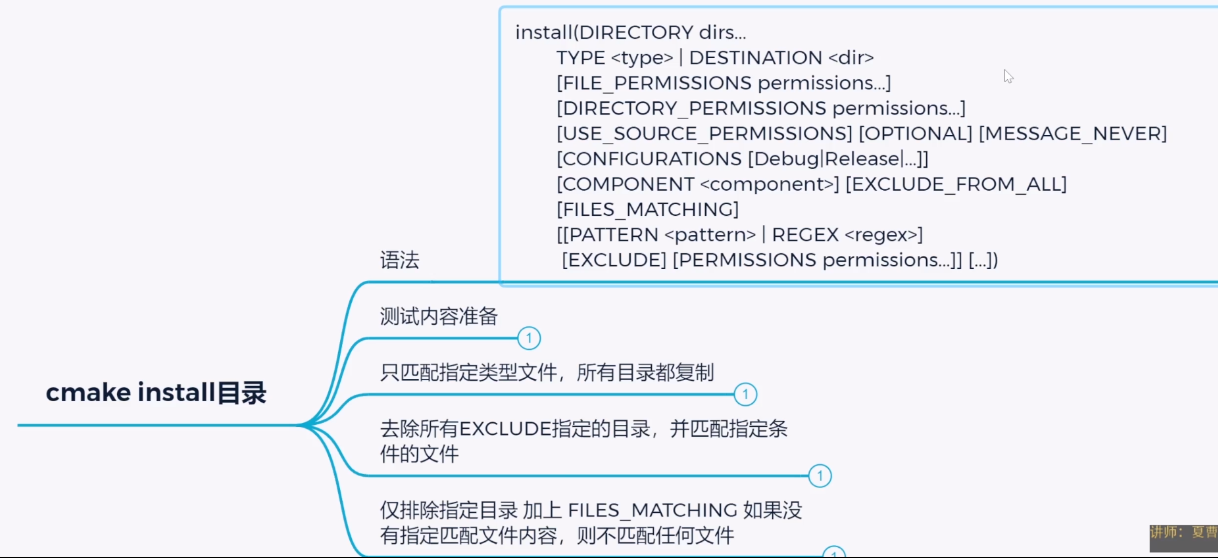 install(DIRECTORY dirs...
TYPE <type> | DESTINATION <dir>
[FILE_PERMISSIONS permissions...]
[DIRECTORY_PERMISSIONS permissions...]
[USE_SOURCE_PERMISSIONS] [OPTIONAL] [MESSAGE_NEVER]
[CONFIGURATIONS [Debug|Release|...]]
[COMPONENT <component>] [EXCLUDE_FROM_ALL]
[FILES_MATCHING]
[[PATTERN <pattern> | REGEX <regex>]
[EXCLUDE] [PERMISSIONS permissions...]] [...])
语法
测试内容准备
1
只匹配指定类型文件，所有目录都复制
1
cmake install目录
去除所有EXCLUDE指定的目录，并匹配指定条
件的文件
1
仅排除指定目录 加上 FILES_MATCHING 如果没
有指定匹配文件内容，则不匹配任何文件
1
讲师：夏曹